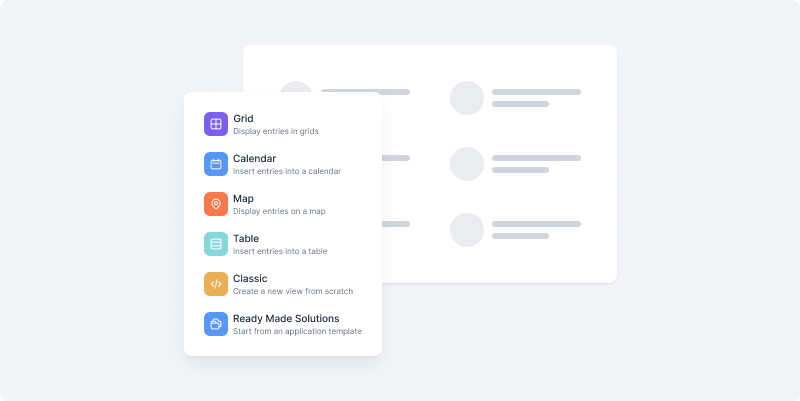 Grid
Display entries in grids
Calendar
Insert entries into a calendar
Map
Display entries on a map
Table
Insert entries into a table
Classic
Create a new view from scratch
Ready Made Solutions
Start from an application template